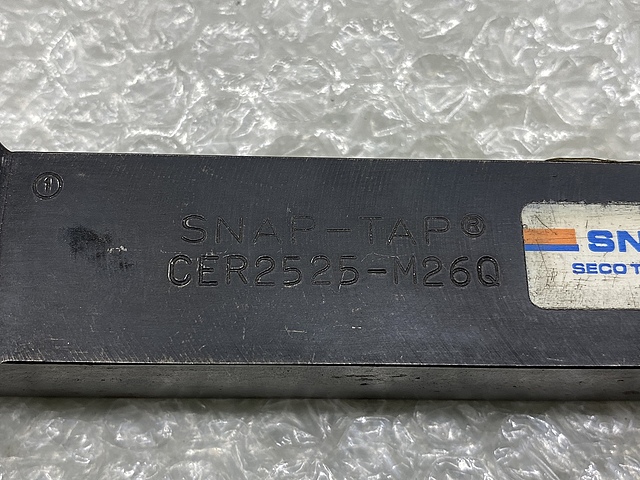 SNAP-TAP®
CER2525-M26Q
SN
SECO T